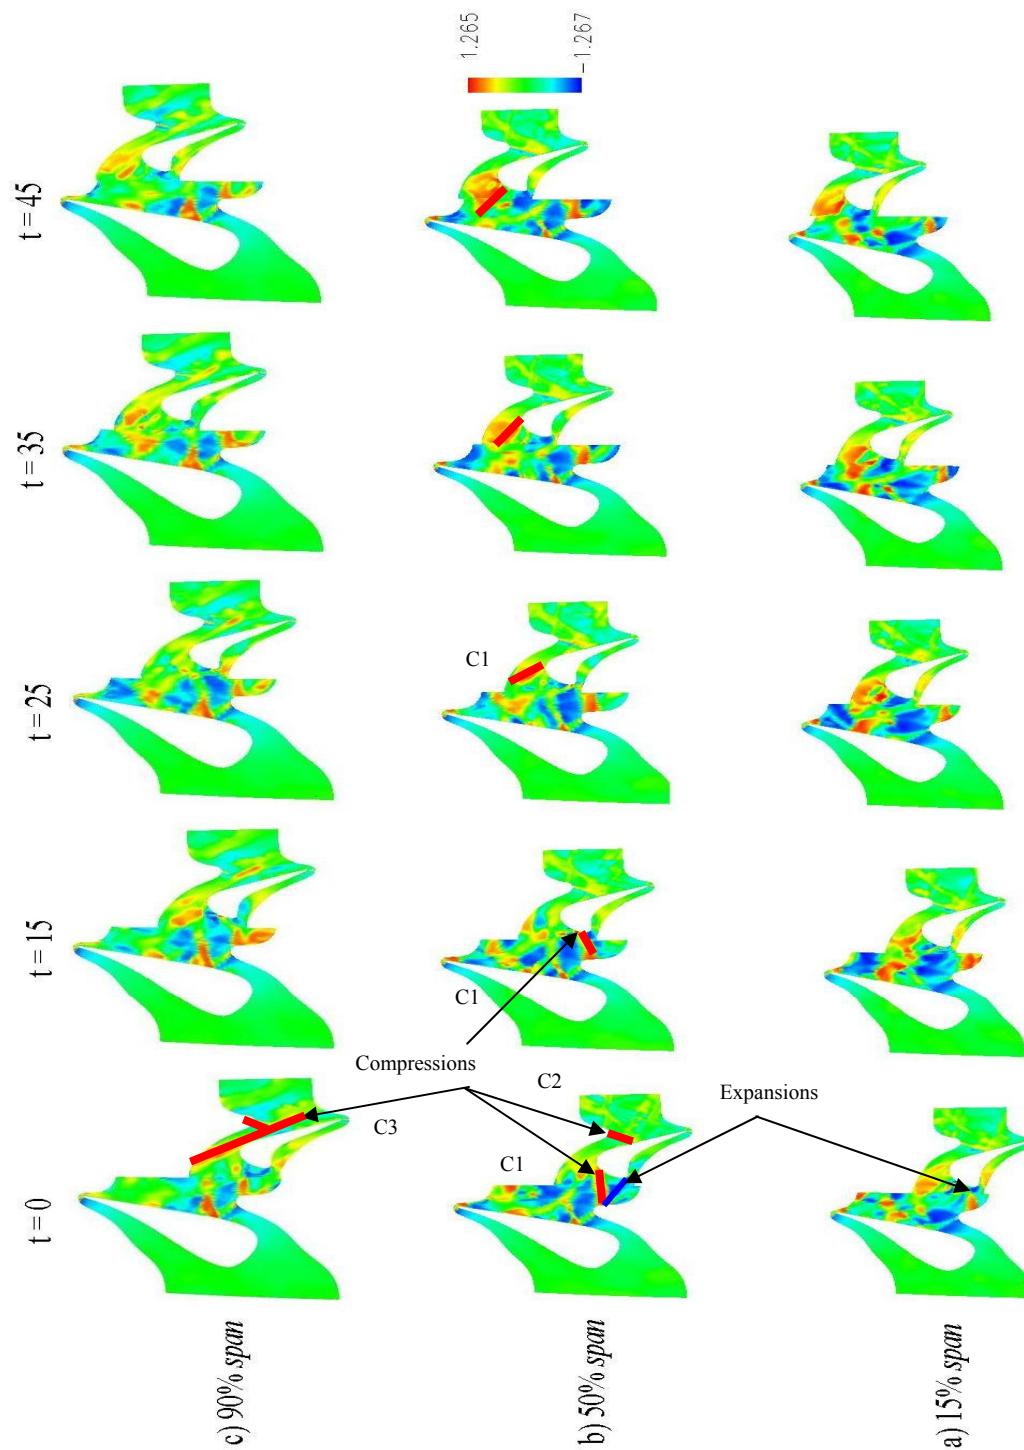 1.265
-1.267
t = 45
t = 35
t = 25
C1
t = 15
C1
Compressions
C2
Expansions
C3
C1
t = 0
c) 90% span
b) 50% span
a) 15% span